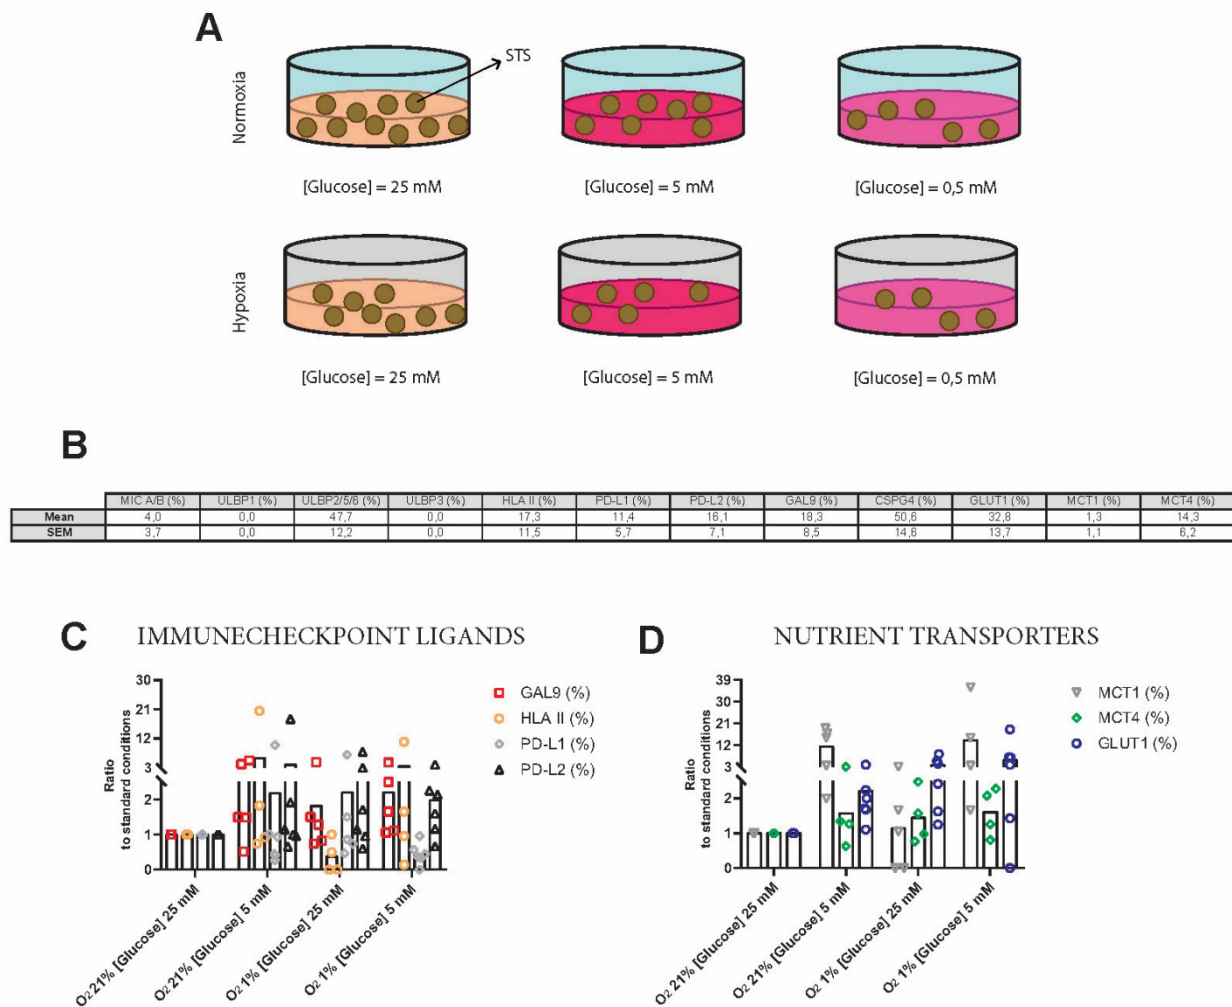 A
STS
Normoxia
[Glucose] = 25 mM
[Glucose] = 5 mM
[Glucose] = 0,5 mM
Hypoxia
[Glucose] = 25 mM
[Glucose] = 5 mM
[Glucose] = 0,5 mM
B
MIC A/B (%) ULBP1 (%) ULBP2/5/6 (%) ULBP3 (%) HLA II (%) PD-L1 (%) PD-L2 (%) GAL9 (%) CSPG4 (%) GLUT1 (%) MCT1 (%) MCT4 (%)
Mean 4,0 0,0 47,7 0,0 17,3 11,4 16,1 18,3 50,6 32,8 1,3 14,3
SEM 3,7 0,0 12,2 0,0 11,5 5,7 7,1 8,5 14,6 13,7 1,1 6,2
C IMMUNECHECKPOINT LIGANDS
Ratio
to standard conditions
30
21
12
3
2
1
0
GAL9 (%)
HLA II (%)
PD-L1 (%)
PD-L2 (%)
O2 21% [Glucose] 25 mM
O2 21% [Glucose] 5 mM
O2 1% [Glucose] 25 mM
O2 1% [Glucose] 5 mM
D NUTRIENT TRANSPORTERS
Ratio
to standard conditions
39
30
21
12
3
2
1
0
MCT1 (%)
MCT4 (%)
GLUT1 (%)
O2 21% [Glucose] 25 mM
O2 21% [Glucose] 5 mM
O2 1% [Glucose] 25 mM
O2 1% [Glucose] 5 mM